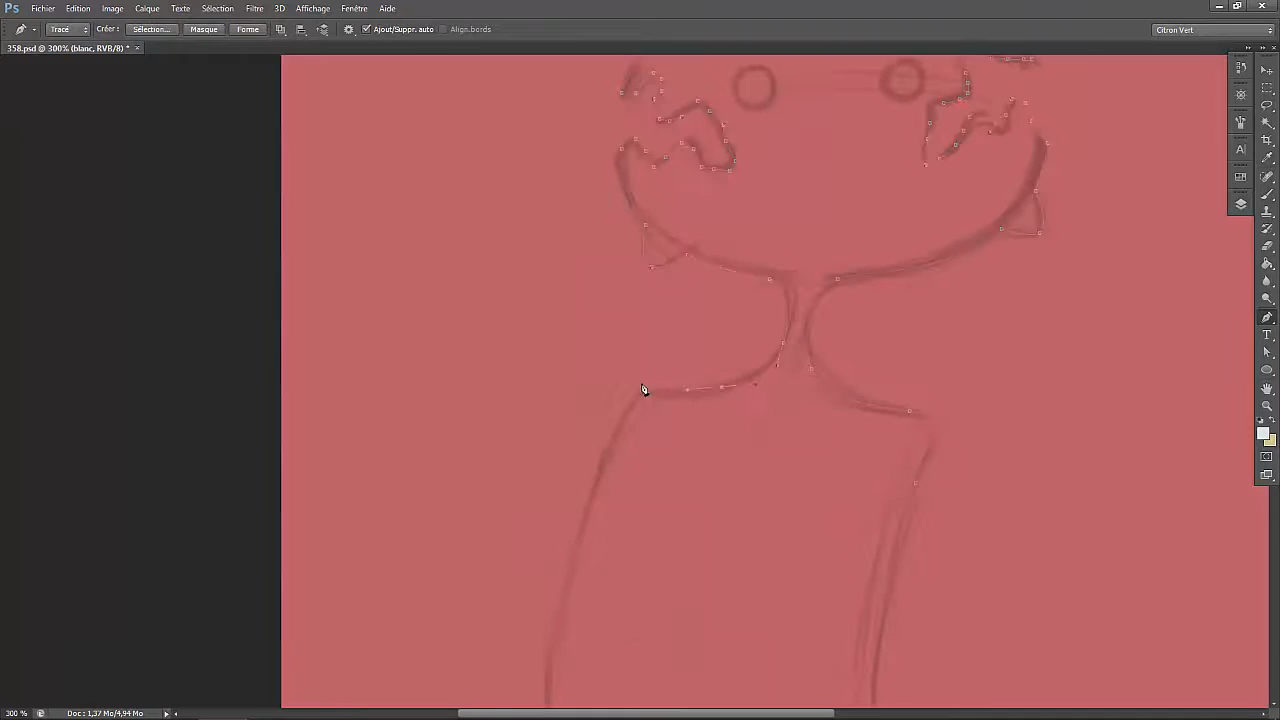 Ps Fichier Edition Image Calque Texte Sélection Filtre 3D Affichage Fenêtre Aide
Tracé Créer: Sélection... Masque Forme Ajout/Suppr. auto Align.bords Citron Vert
358.psd @ 300% (blanc, RVB/8) * ×
A
T
300 % Doc : 1,37 Mo/4,94 Mo